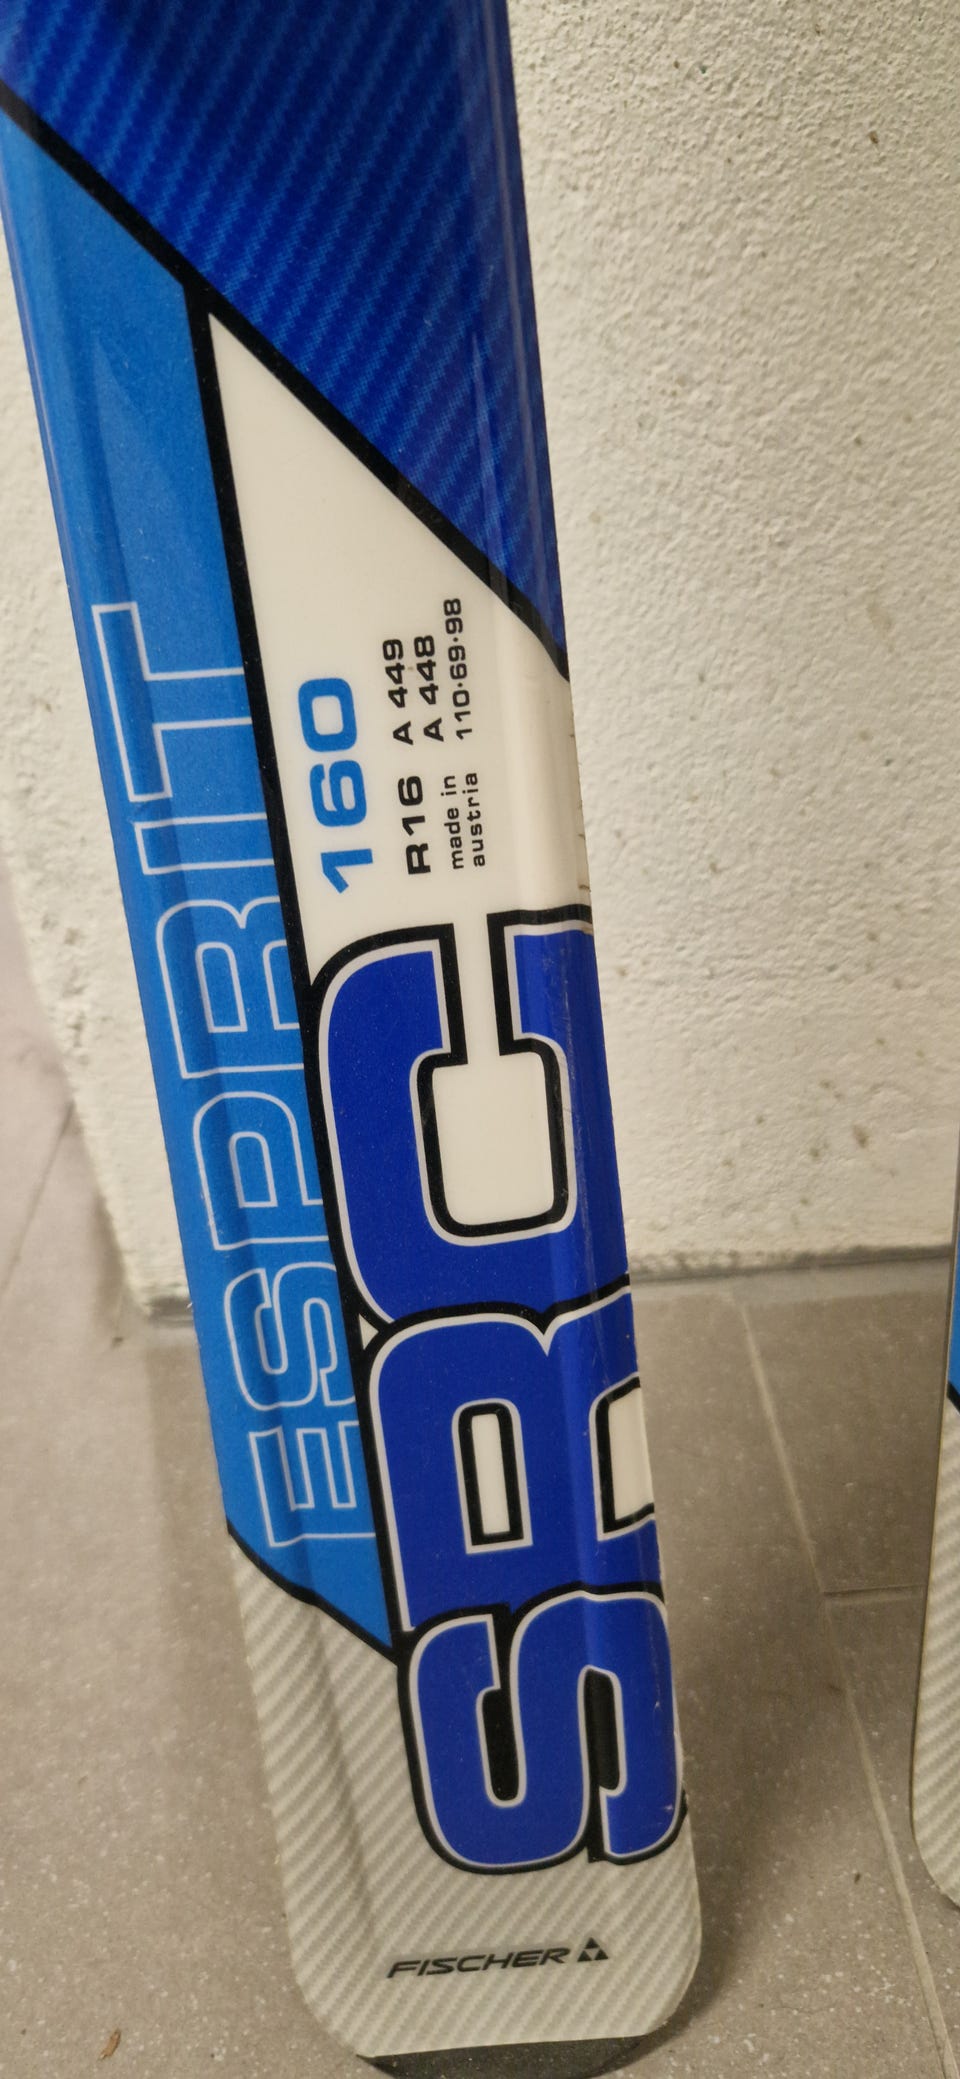 ESPRIT
160
R16 A 449
A 448
made in
austria 110·69·98
SRC
FISCHER